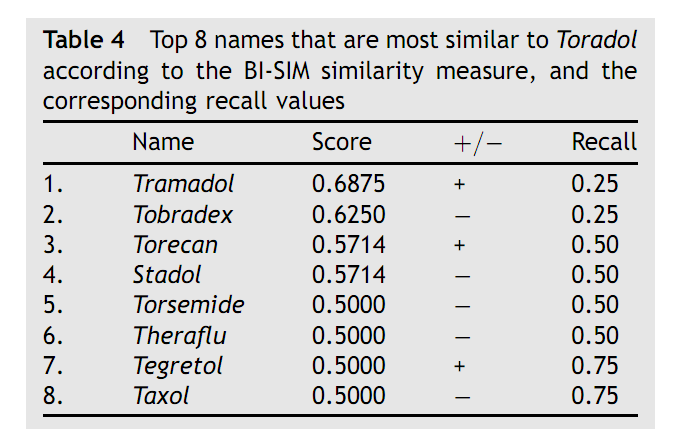 Table 4 Top 8 names that are most similar to Toradol
according to the BI-SIM similarity measure, and the
corresponding recall values
Name Score +/− Recall
1. Tramadol 0.6875 + 0.25
2. Tobradex 0.6250 − 0.25
3. Torecan 0.5714 + 0.50
4. Stadol 0.5714 − 0.50
5. Torsemide 0.5000 − 0.50
6. Theraflu 0.5000 − 0.50
7. Tegretol 0.5000 + 0.75
8. Taxol 0.5000 − 0.75